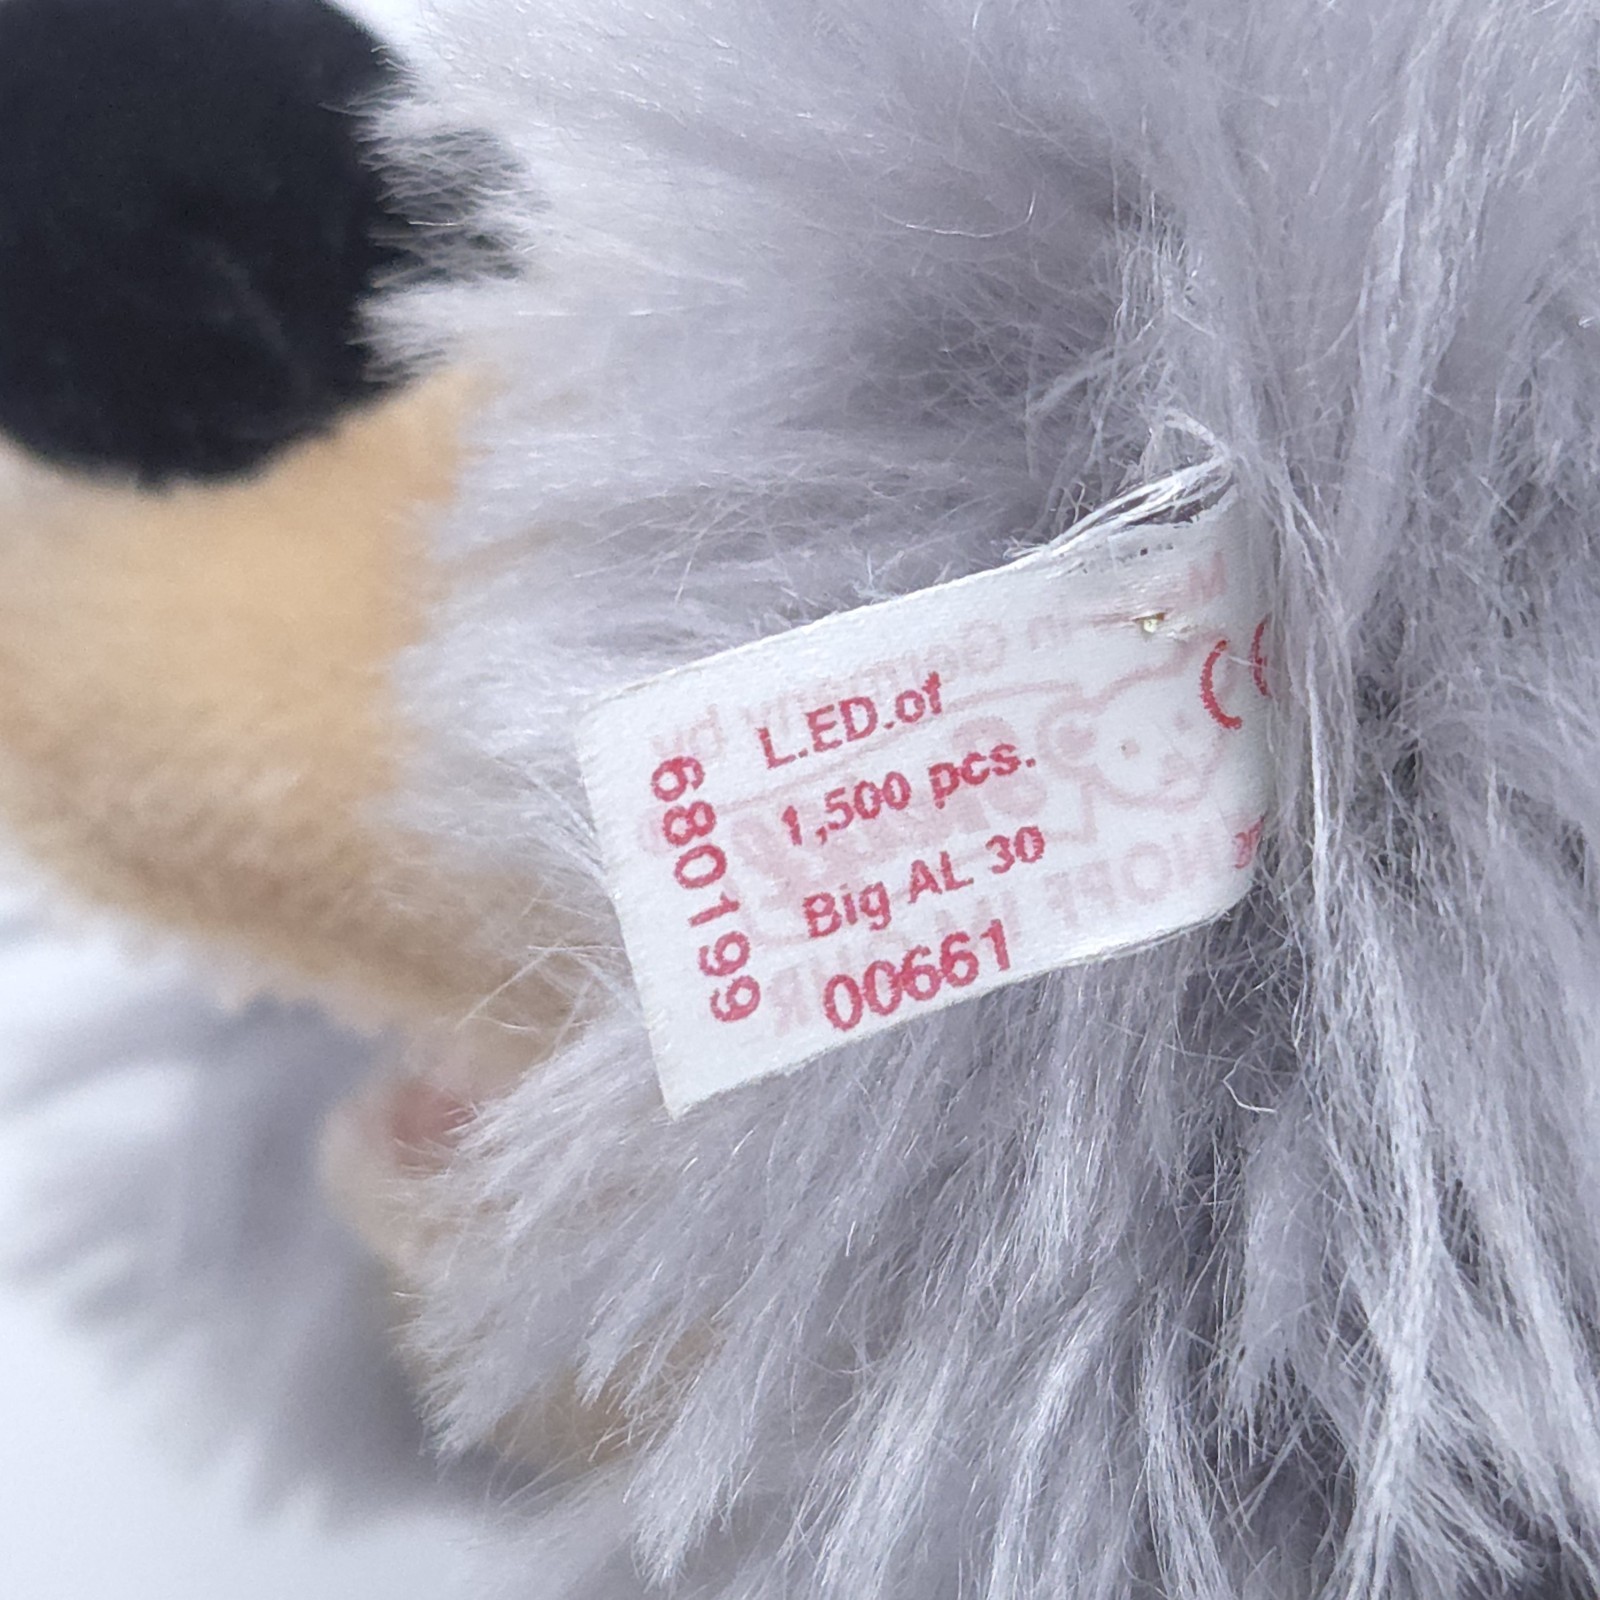 L.ED.of
1,500 pcs.
Big AL 30
00661
680199